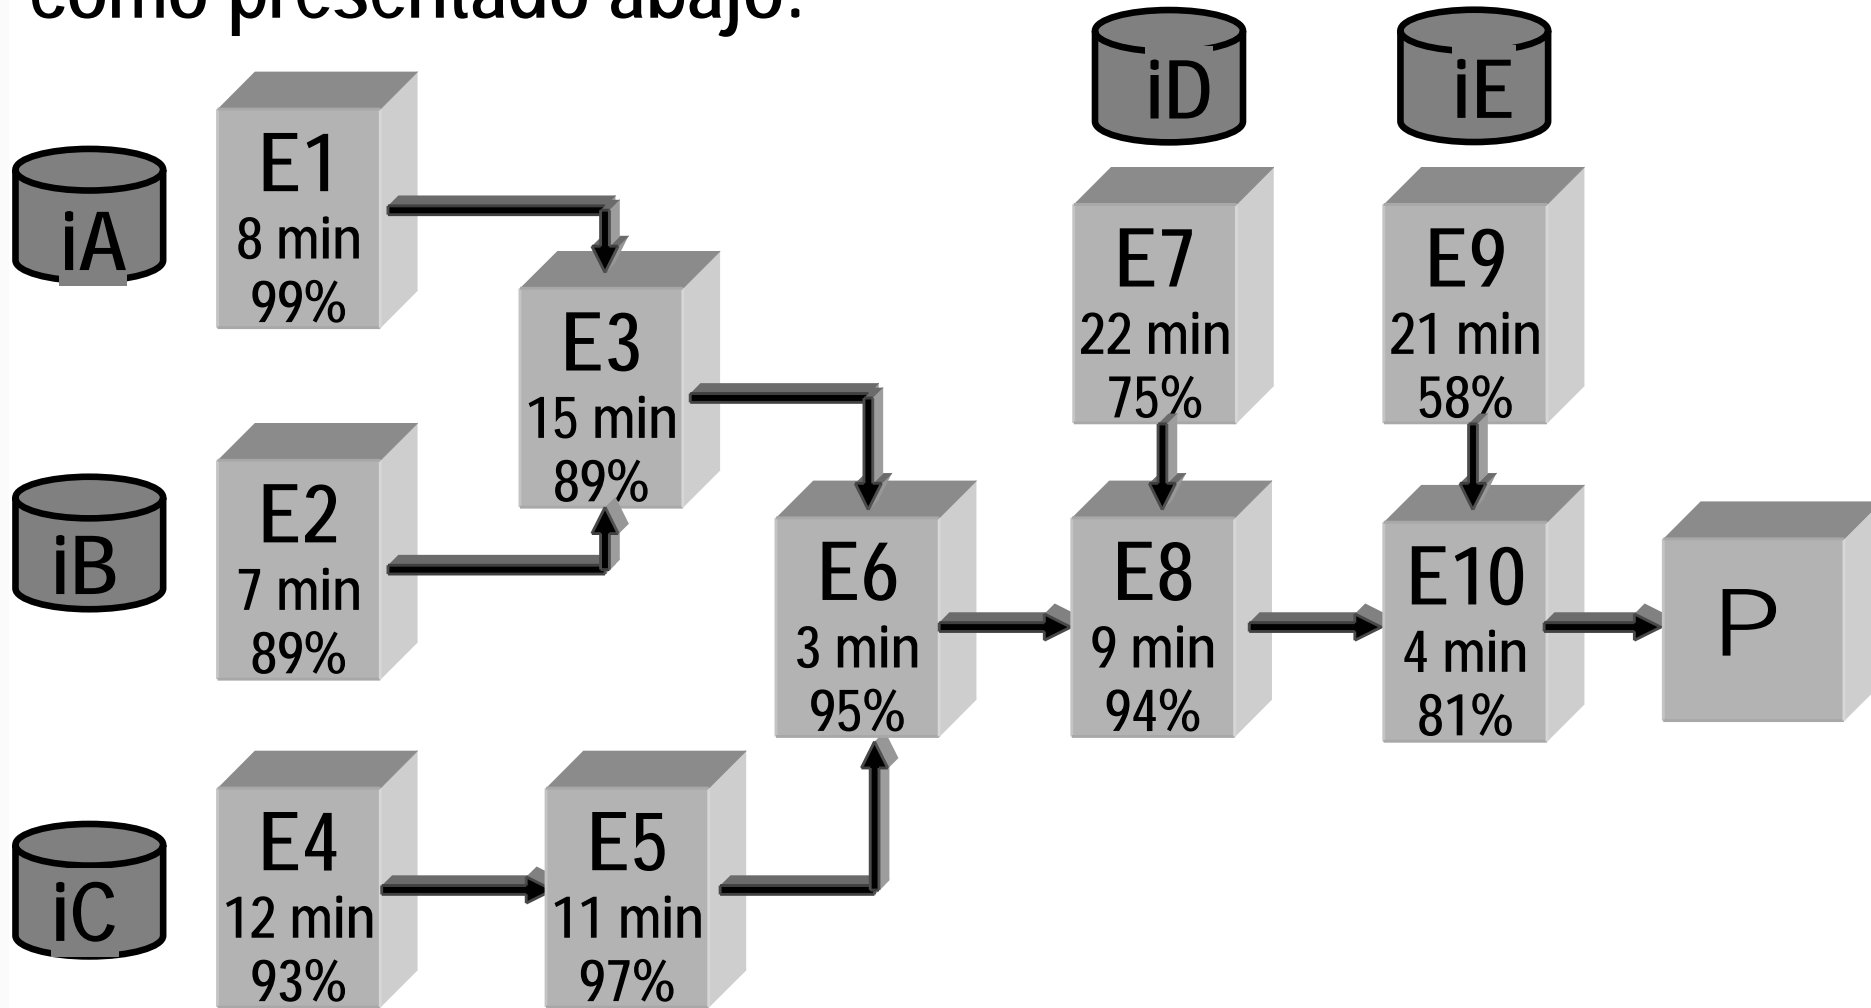 como presentado abajo:
iD
iE
iA
E1
8 min
99%
E3
15 min
89%
E7
22 min
75%
E9
21 min
58%
iB
E2
7 min
89%
E6
3 min
95%
E8
9 min
94%
E10
4 min
81%
P
iC
E4
12 min
93%
E5
11 min
97%